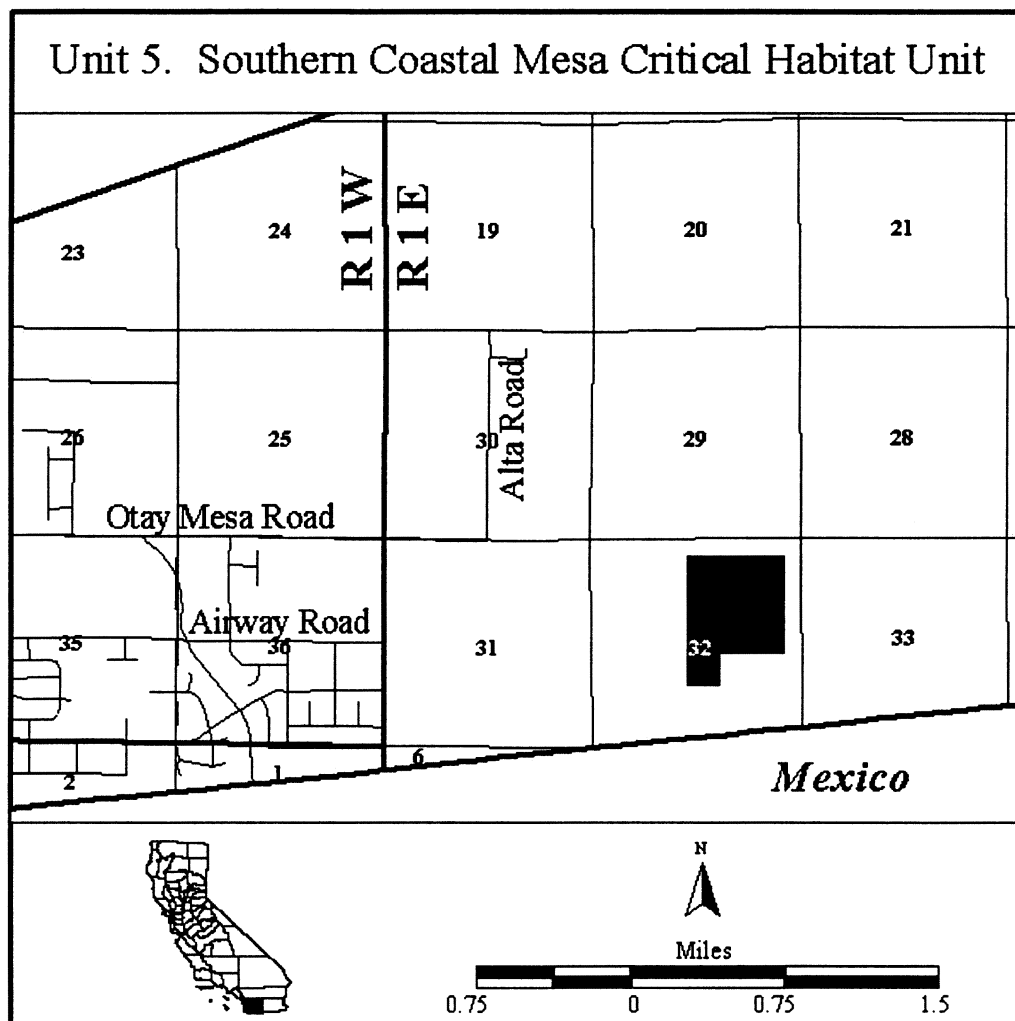 Unit 5. Southern Coastal Mesa Critical Habitat Unit
R 1 W
R 1 E
23
24
19
20
21
26
25
30
Alta Road
29
28
Otay Mesa Road
Airway Road
35
36
31
32
33
2
1
6
Mexico
N
Miles
0.75 0 0.75 1.5